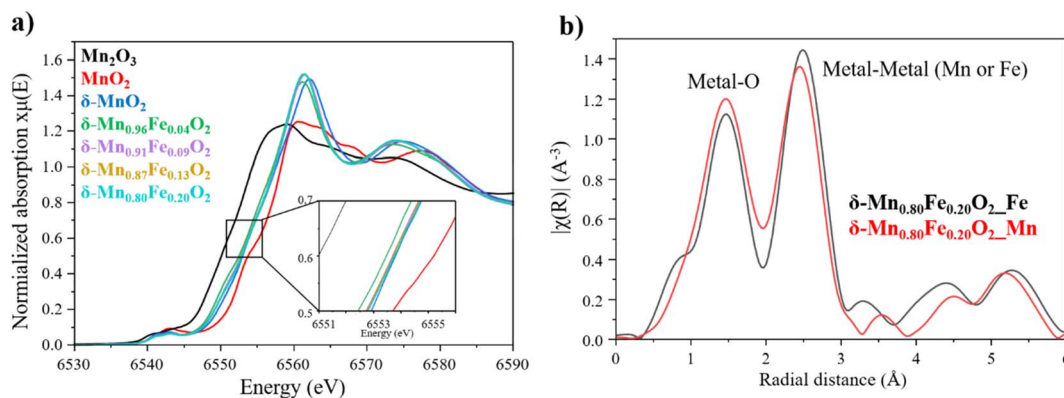 a)
Normialized absorption xμ(E)
1.6
1.4
1.2
1.0
0.8
0.6
0.4
0.2
0.0
Mn₂O₃
MnO₂
δ-MnO₂
δ-Mn₀.₉₆Fe₀.₀₄O₂
δ-Mn₀.₉₁Fe₀.₀₉O₂
δ-Mn₀.₈₇Fe₀.₁₃O₂
δ-Mn₀.₈₀Fe₀.₂₀O₂
0.7
0.6
0.5
6551 6553 6555
Energy (eV)
6530 6540 6550 6560 6570 6580 6590
Energy (eV)
b)
|χ(R)| (A⁻³)
1.4
1.2
1.0
0.8
0.6
0.4
0.2
0.0
Metal-O
Metal-Metal (Mn or Fe)
δ-Mn₀.₈₀Fe₀.₂₀O₂_Fe
δ-Mn₀.₈₀Fe₀.₂₀O₂_Mn
0 1 2 3 4 5 6
Radial distance (Å)